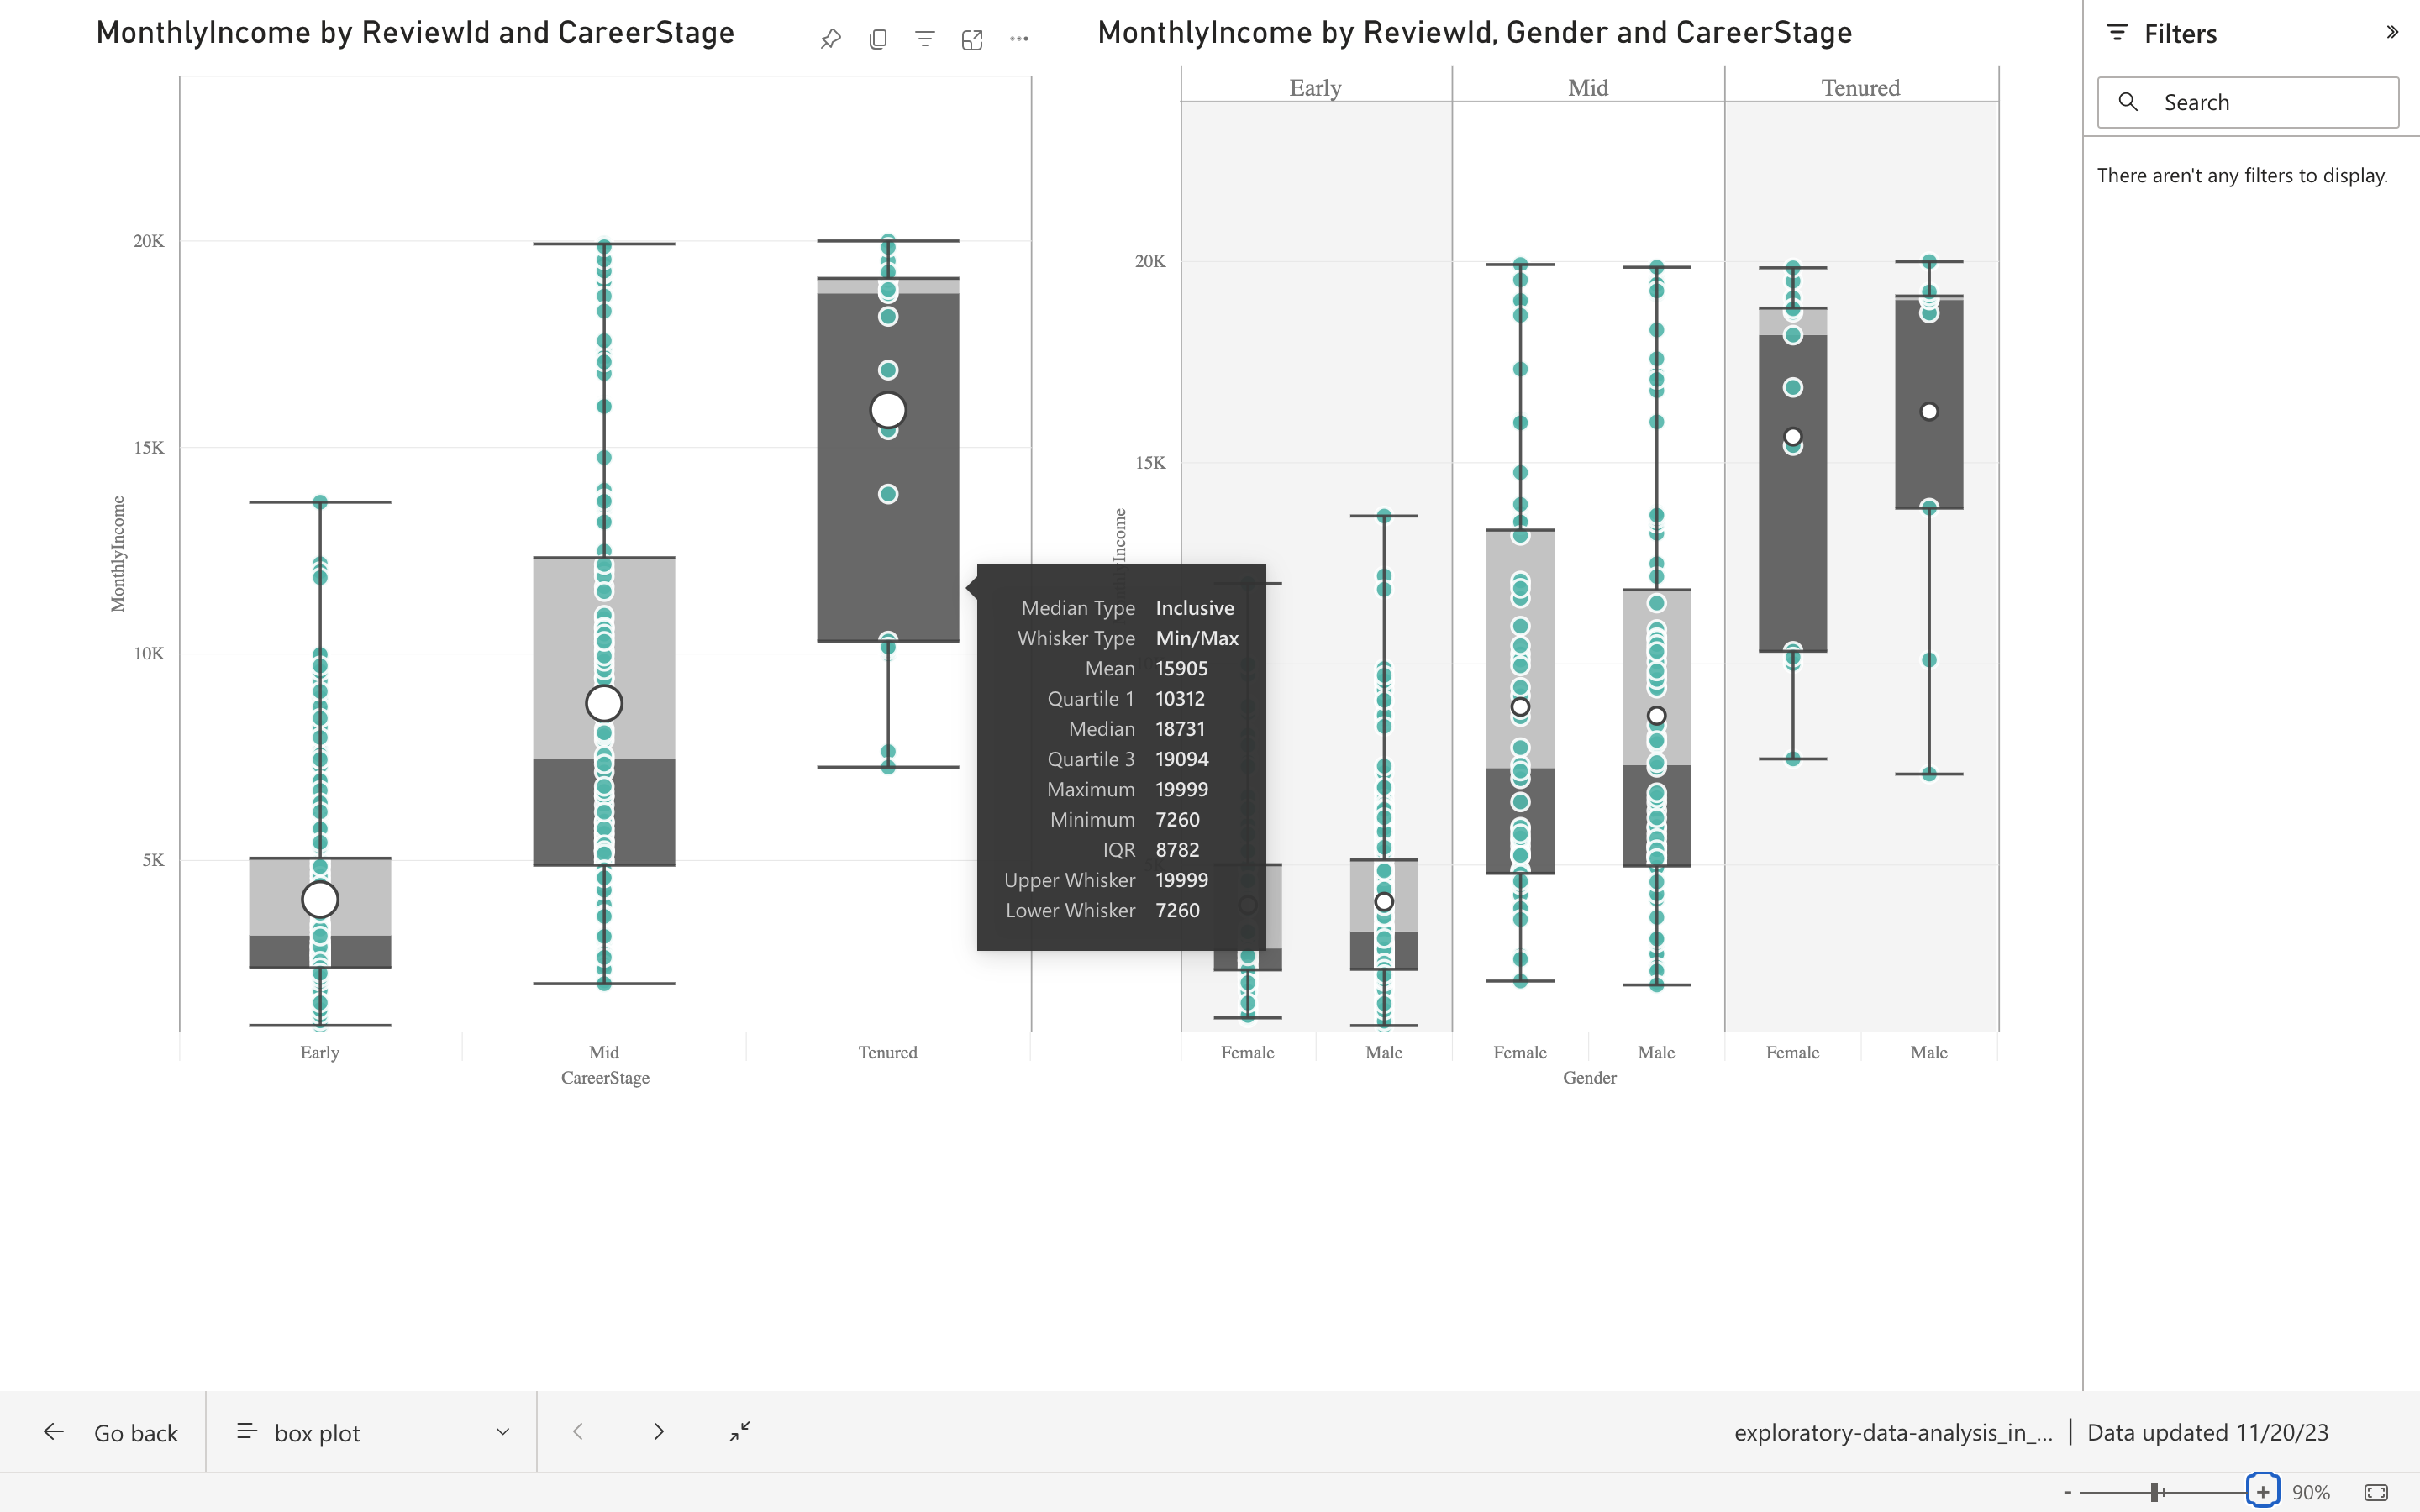 MonthlyIncome by ReviewId and CareerStage
20K
15K
10K
5K
MonthlyIncome
Early
Mid
Tenured
CareerStage
Median Type Inclusive
Whisker Type Min/Max
Mean 15905
Quartile 1 10312
Median 18731
Quartile 3 19094
Maximum 19999
Minimum 7260
IQR 8782
Upper Whisker 19999
Lower Whisker 7260
MonthlyIncome by ReviewId, Gender and CareerStage
Early Mid Tenured
20K
15K
MonthlyIncome
Female Male Female Male Female Male
Gender
Filters
Search
There aren't any filters to display.
Go back
box plot
exploratory-data-analysis_in_... | Data updated 11/20/23
- + 90%